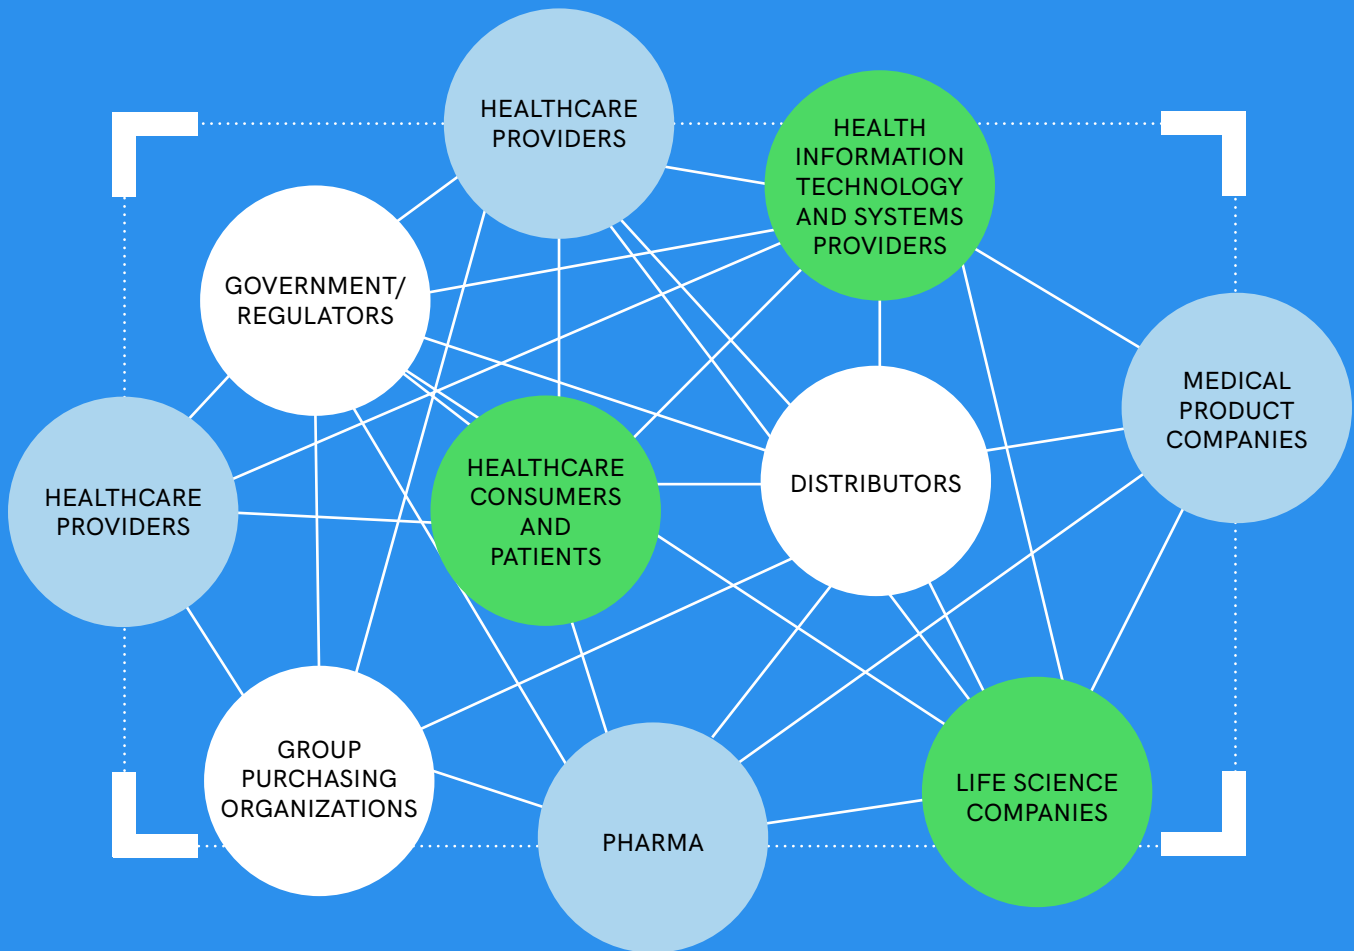 HEALTHCARE
PROVIDERS
HEALTH
INFORMATION
TECHNOLOGY
AND SYSTEMS
PROVIDERS
GOVERNMENT/
REGULATORS
MEDICAL
PRODUCT
COMPANIES
HEALTHCARE
PROVIDERS
HEALTHCARE
CONSUMERS
AND
PATIENTS
DISTRIBUTORS
GROUP
PURCHASING
ORGANIZATIONS
PHARMA
LIFE SCIENCE
COMPANIES